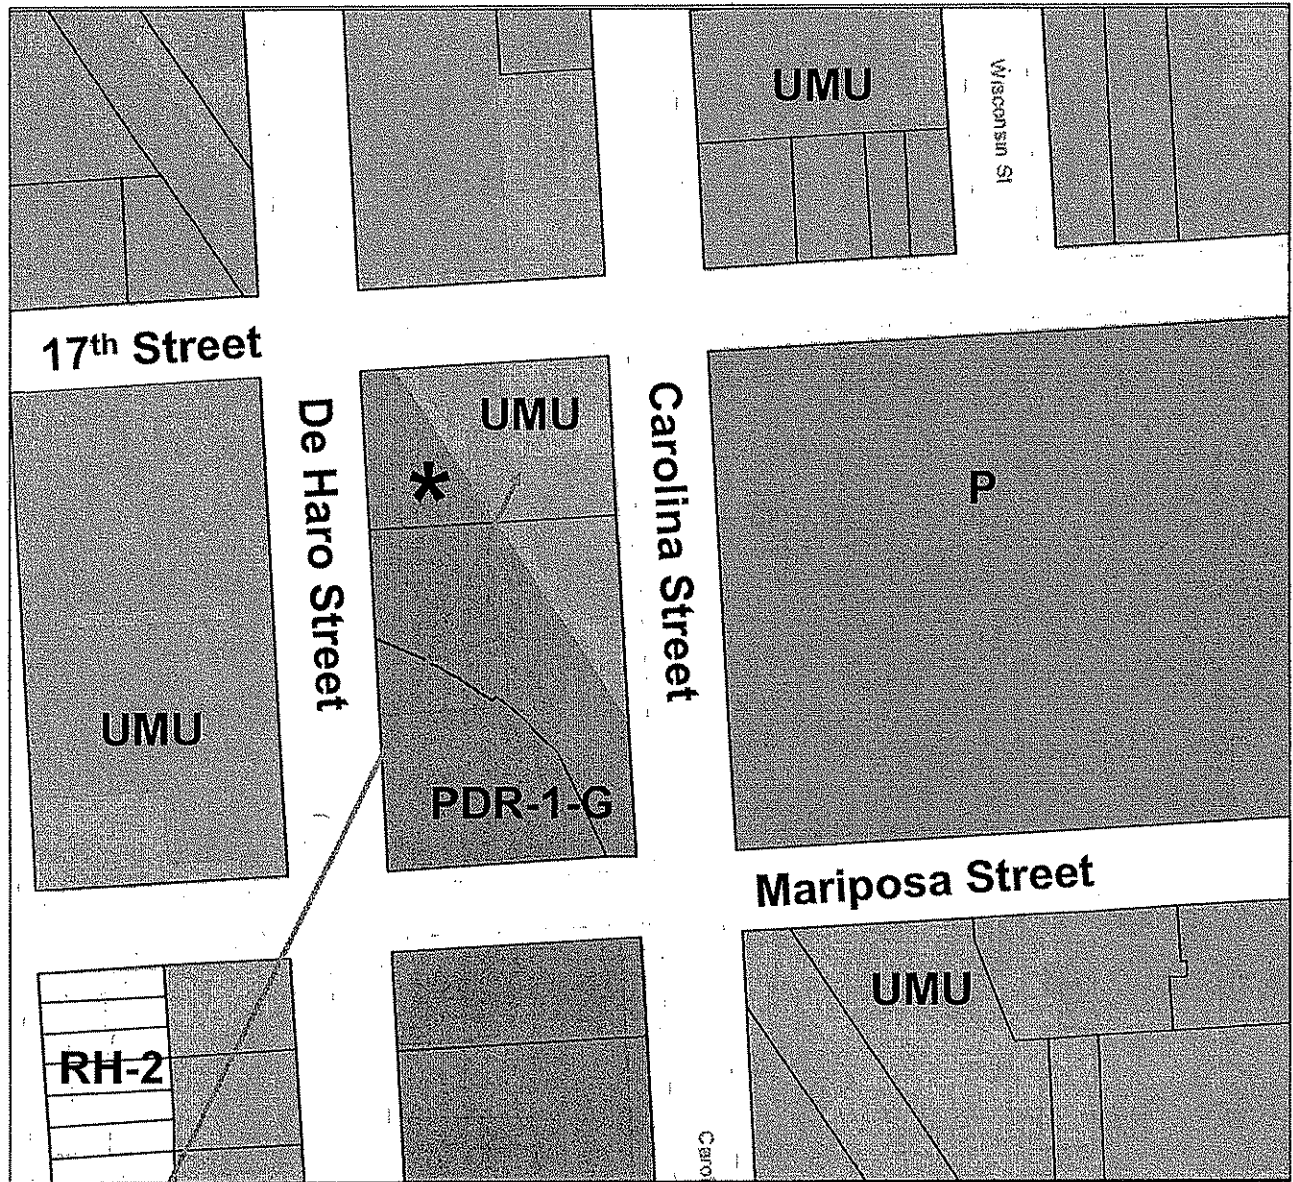 UMU
Wisconsin St
17th Street
UMU
De Haro Street
*
Carolina Street
P
UMU
PDR-1-G
Mariposa Street
UMU
RH-2
Caro